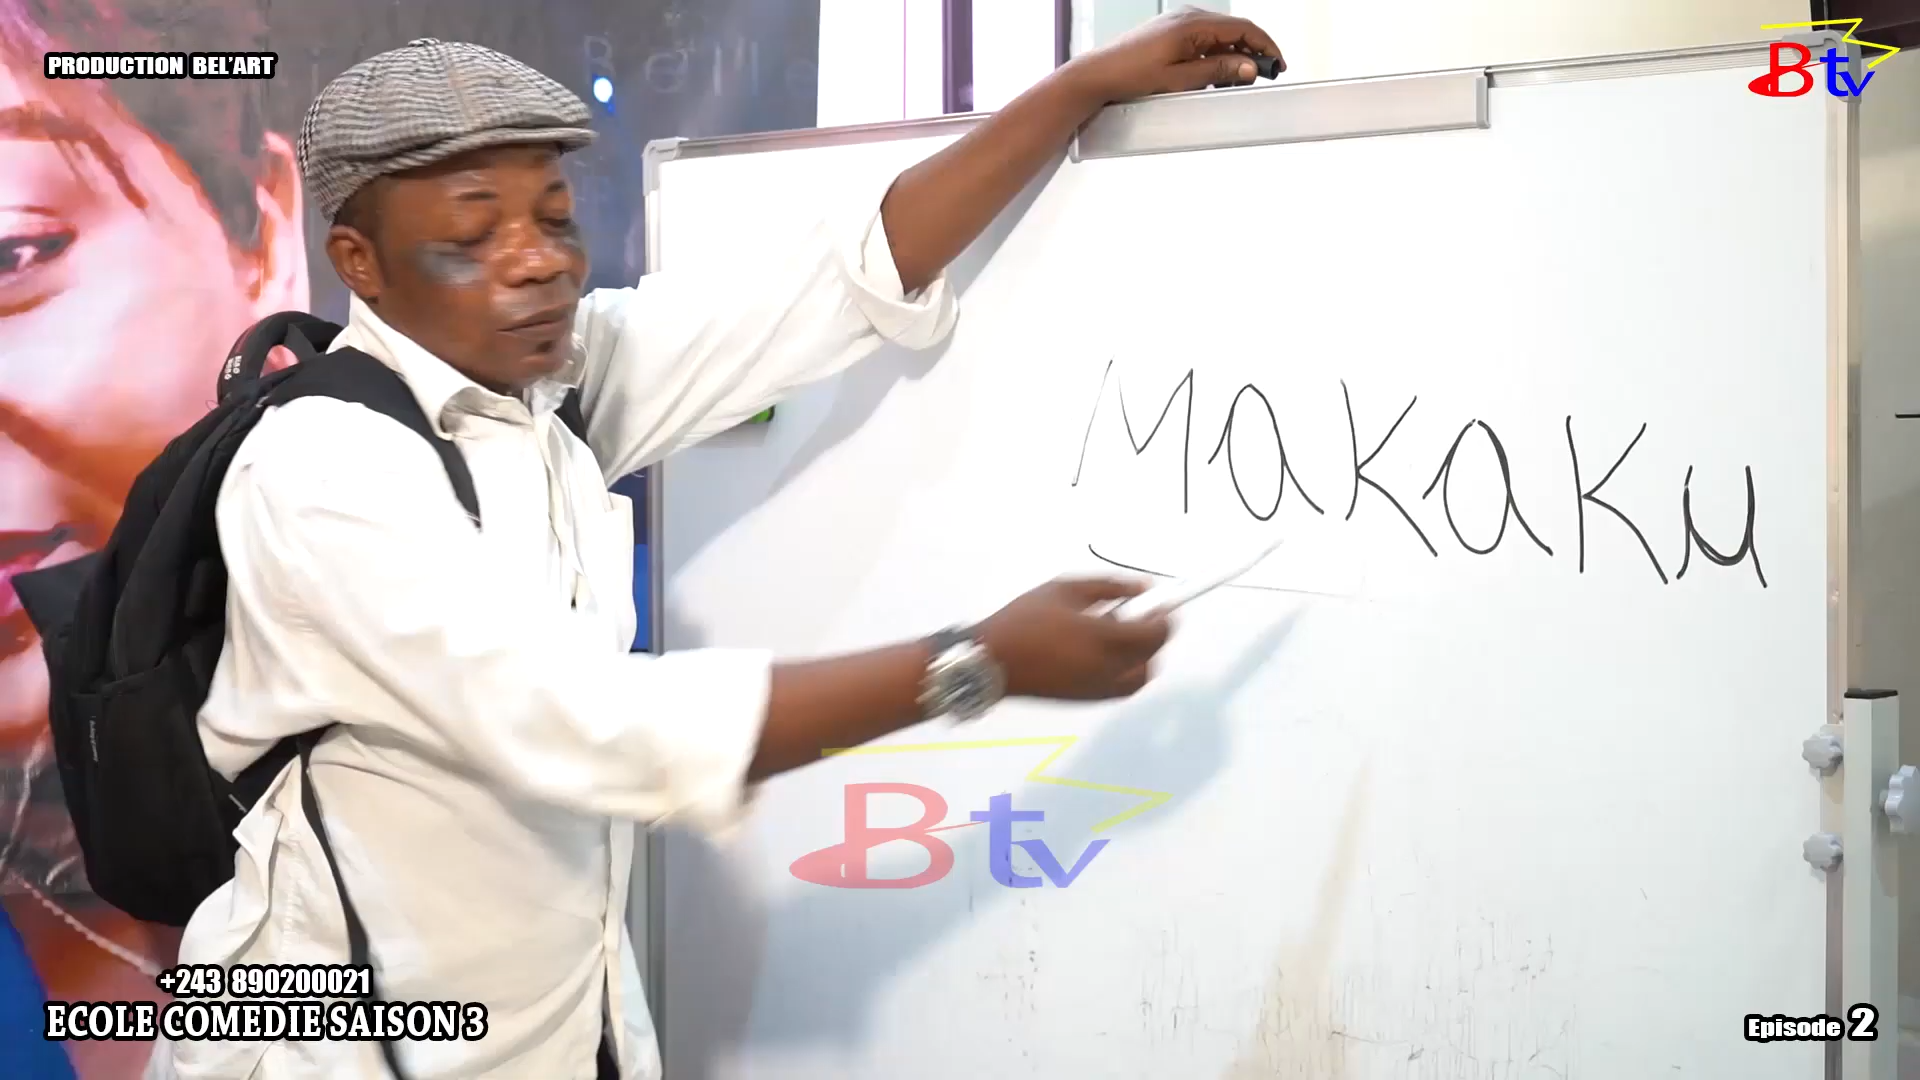 PRODUCTION BEL'ART
Btv
MaKaKu
Btv
+243 890200021
ECOLE COMEDIE SAISON 3
Episode 2